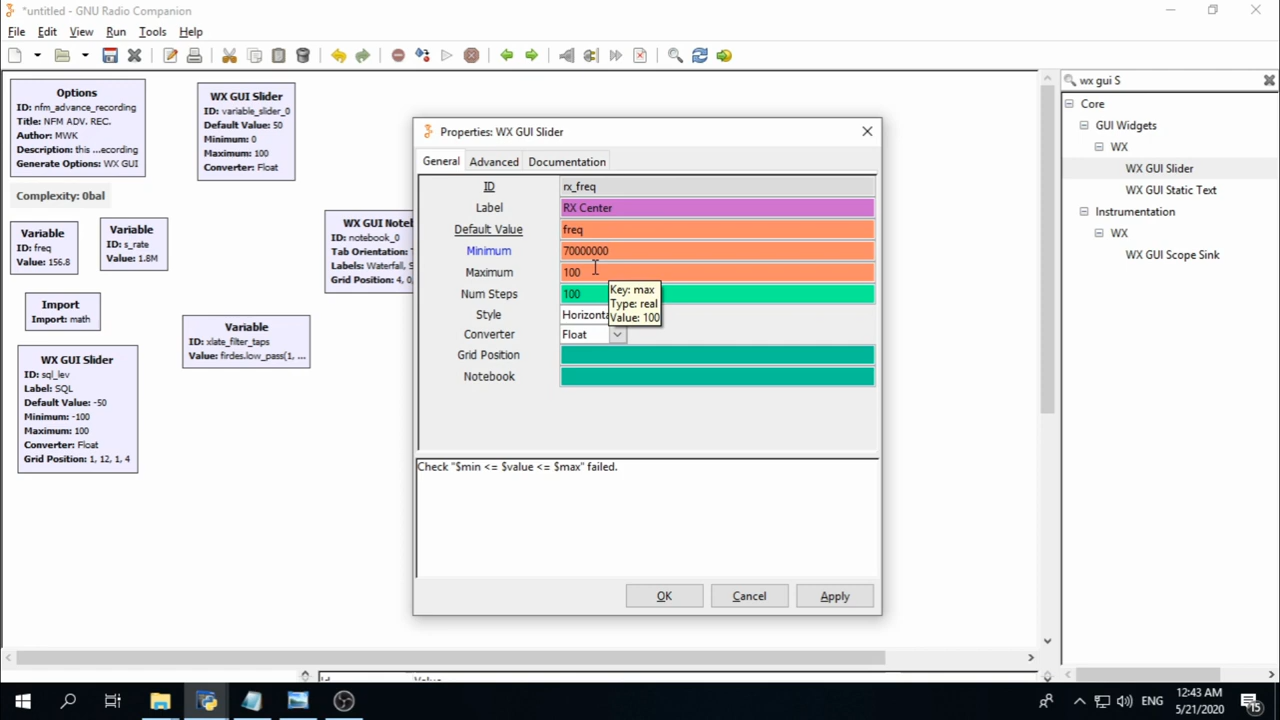 *untitled - GNU Radio Companion
File Edit View Run Tools Help
wx gui S
Options
ID: nfm_advance_recording
Title: NFM ADV. REC.
Author: MWK
Description: this ...ecording
Generate Options: WX GUI
WX GUI Slider
ID: variable_slider_0
Default Value: 50
Minimum: 0
Maximum: 100
Converter: Float
Complexity: 0bal
Variable
ID: freq
Value: 156.8
Variable
ID: s_rate
Value: 1.8M
WX GUI Noteb
ID: notebook_0
Tab Orientation: T
Labels: Waterfall, S
Grid Position: 4, 0,
Import
Import: math
Variable
ID: xlate_filter_taps
Value: firdes.low_pass(1, ...
WX GUI Slider
ID: sql_lev
Label: SQL
Default Value: -50
Minimum: -100
Maximum: 100
Converter: Float
Grid Position: 1, 12, 1, 4
Properties: WX GUI Slider
General Advanced Documentation
ID rx_freq
Label RX Center
Default Value freq
Minimum 70000000
Maximum 100
Num Steps 100
Style Horizonta
Converter Float
Grid Position
Notebook
Key: max
Type: real
Value: 100
Check "$min <= $value <= $max" failed.
OK Cancel Apply
Core
GUI Widgets
WX
WX GUI Slider
WX GUI Static Text
Instrumentation
WX
WX GUI Scope Sink
Id Value
ENG
12:43 AM
5/21/2020
15